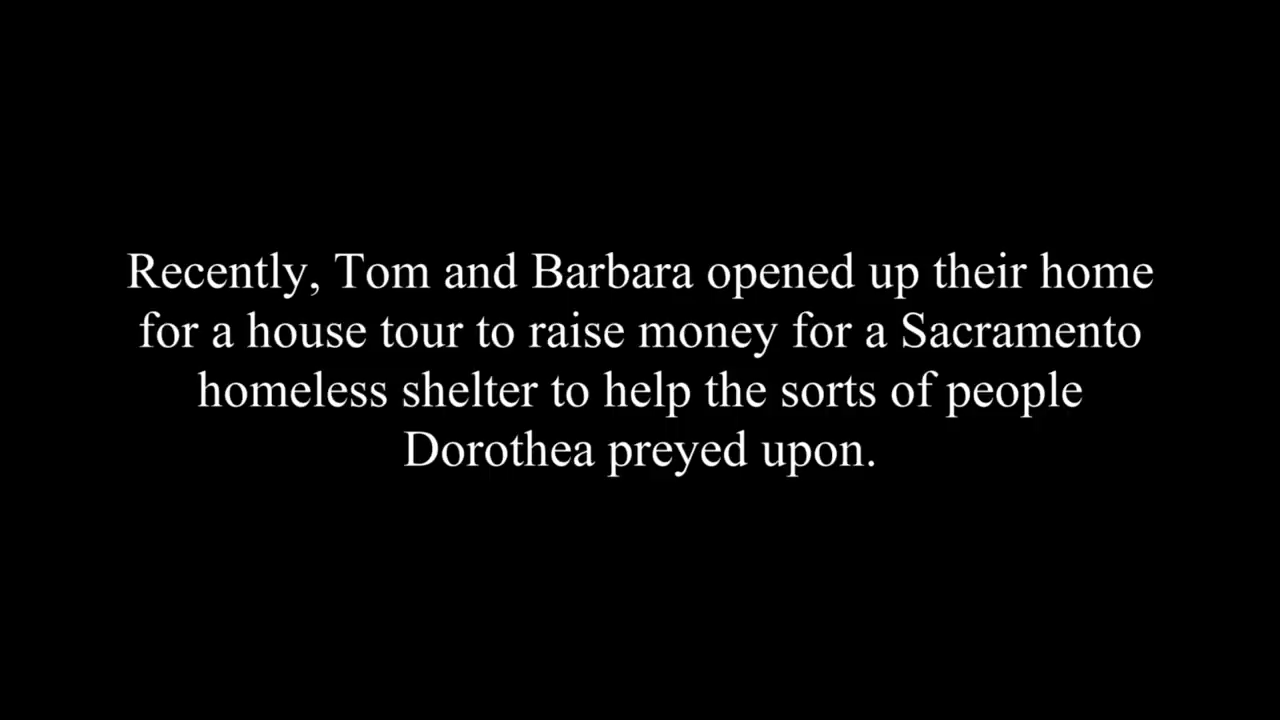 Recently, Tom and Barbara opened up their home
for a house tour to raise money for a Sacramento
homeless shelter to help the sorts of people
Dorothea preyed upon.